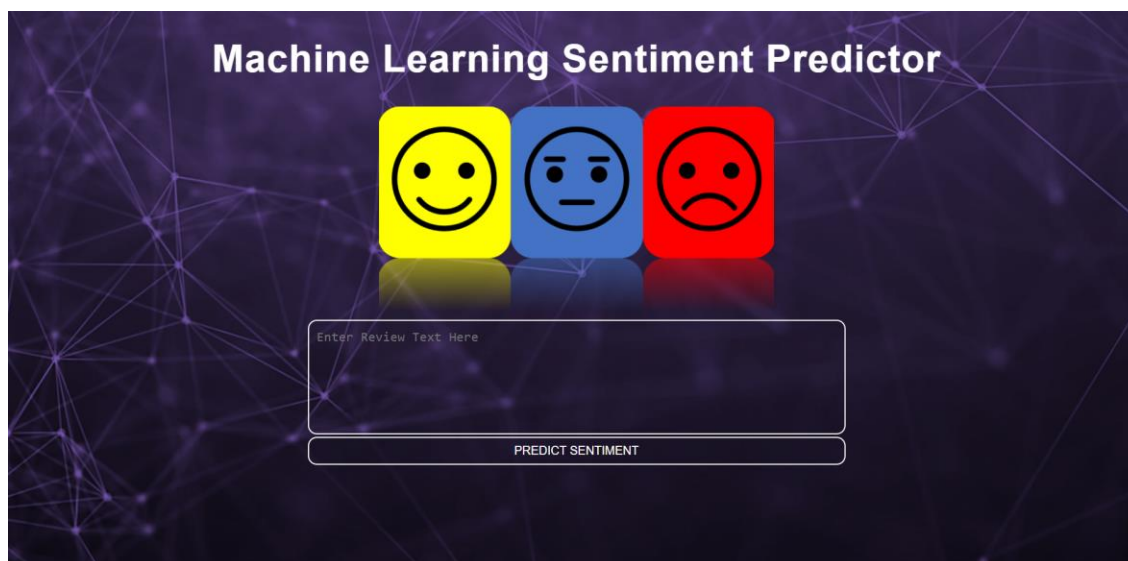 Machine Learning Sentiment Predictor
Enter Review Text Here
PREDICT SENTIMENT